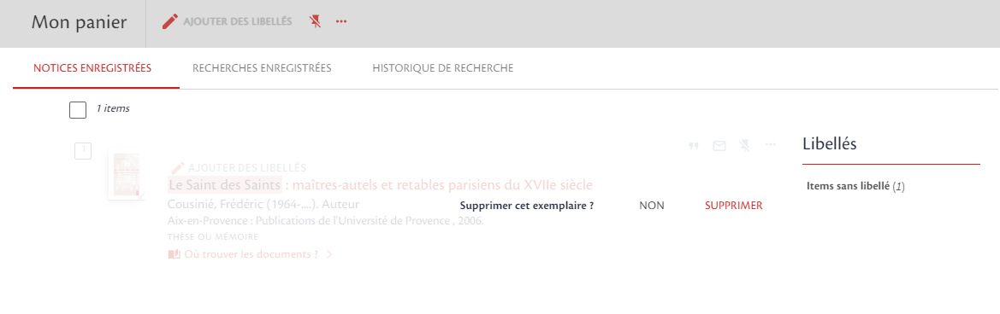 Mon panier
AJOUTER DES LIBELLÉS
NOTICES ENREGISTRÉES
RECHERCHES ENREGISTRÉES
HISTORIQUE DE RECHERCHE
1 items
1
AJOUTER DES LIBELLÉS
Le Saint des Saints : maîtres-autels et retables parisiens du XVIIe siècle
Cousinié, Frédéric (1964-....). Auteur
Aix-en-Provence : Publications de l'Université de Provence , 2006.
THÈSE OU MÉMOIRE
Où trouver les documents ?
Supprimer cet exemplaire ?
NON
SUPPRIMER
Libellés
Items sans libellé (1)